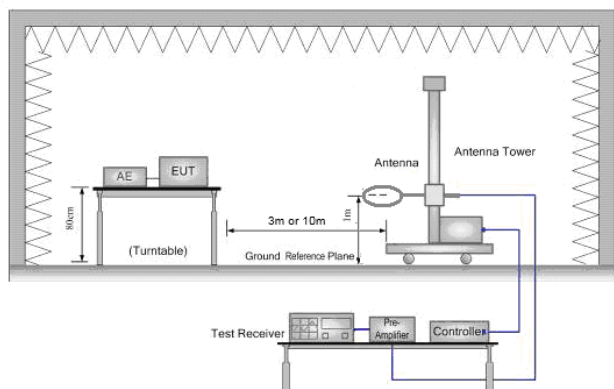 Antenna
Antenna Tower
AE
EUT
80cm
1m
3m or 10m
(Turntable)
Ground Reference Plane
Test Receiver
Pre-
Amplifier
Controller